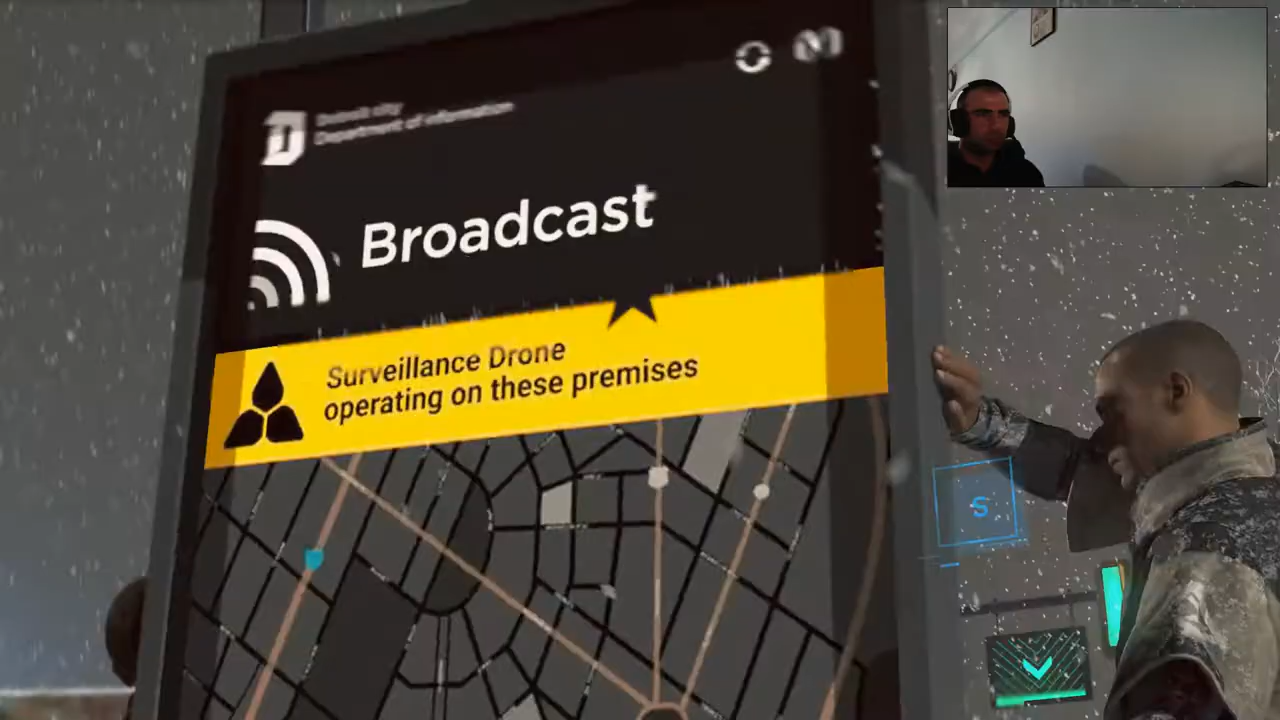 Detroit city
Department of information
Broadcast
Surveillance Drone
operating on these premises
S